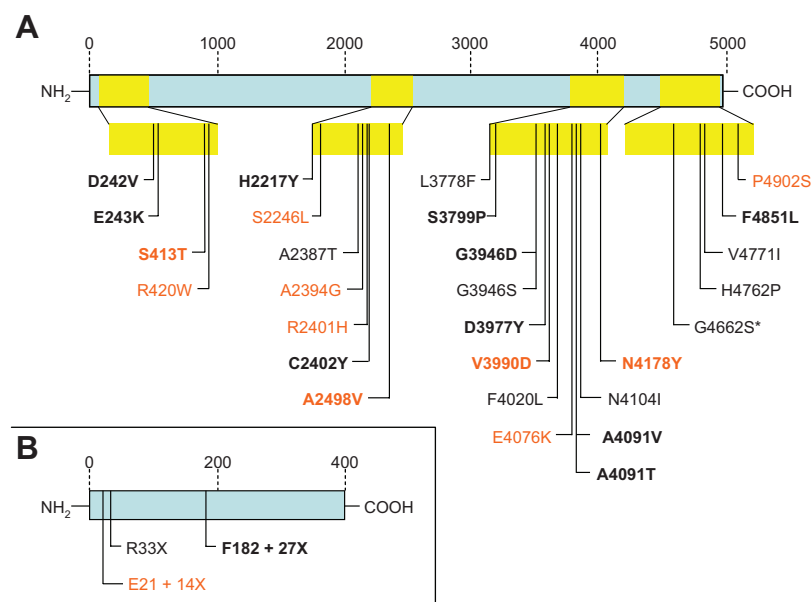 A
0 1000 2000 3000 4000 5000
NH2 COOH
D242V H2217Y L3778F P4902S
E243K S2246L S3799P F4851L
S413T A2387T G3946D V4771I
R420W A2394G G3946S H4762P
R2401H D3977Y G4662S*
C2402Y V3990D N4178Y
A2498V F4020L N4104I
E4076K A4091V
A4091T
B
0 200 400
NH2 COOH
R33X F182 + 27X
E21 + 14X